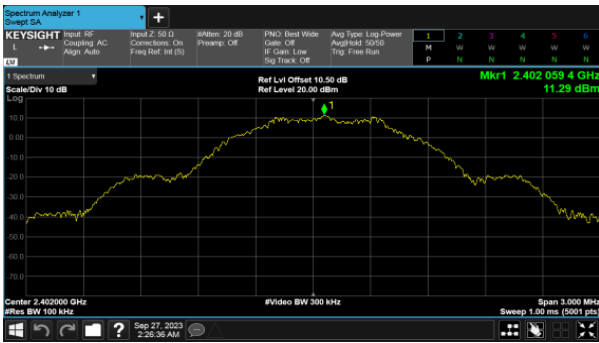 Spectrum Analyzer 1
Swept SA
+
KEYSIGHT Input: RF Input Z: 50 Ω #Atten: 20 dB PNO: Best Wide Avg Type: Log-Power 1 2 3 4 5 6
L Coupling: AC Corrections: On Preamp: Off Gate: Off Avg|Hold: 50/50 M W W W W W
Align: Auto Freq Ref: Int (S) IF Gain: Low Trig: Free Run P N N N N N
Sig Track: Off
LXI
1 Spectrum Ref Lvl Offset 10.50 dB Mkr1 2.402 059 4 GHz
Scale/Div 10 dB Ref Level 20.00 dBm 11.29 dBm
Log
1
10.0
0.00
-10.0
-20.0
-30.0
-40.0
-50.0
-60.0
-70.0
Center 2.402000 GHz #Video BW 300 kHz Span 3.000 MHz
#Res BW 100 kHz Sweep 1.00 ms (5001 pts)
? Sep 27, 2023
2:26:36 AM